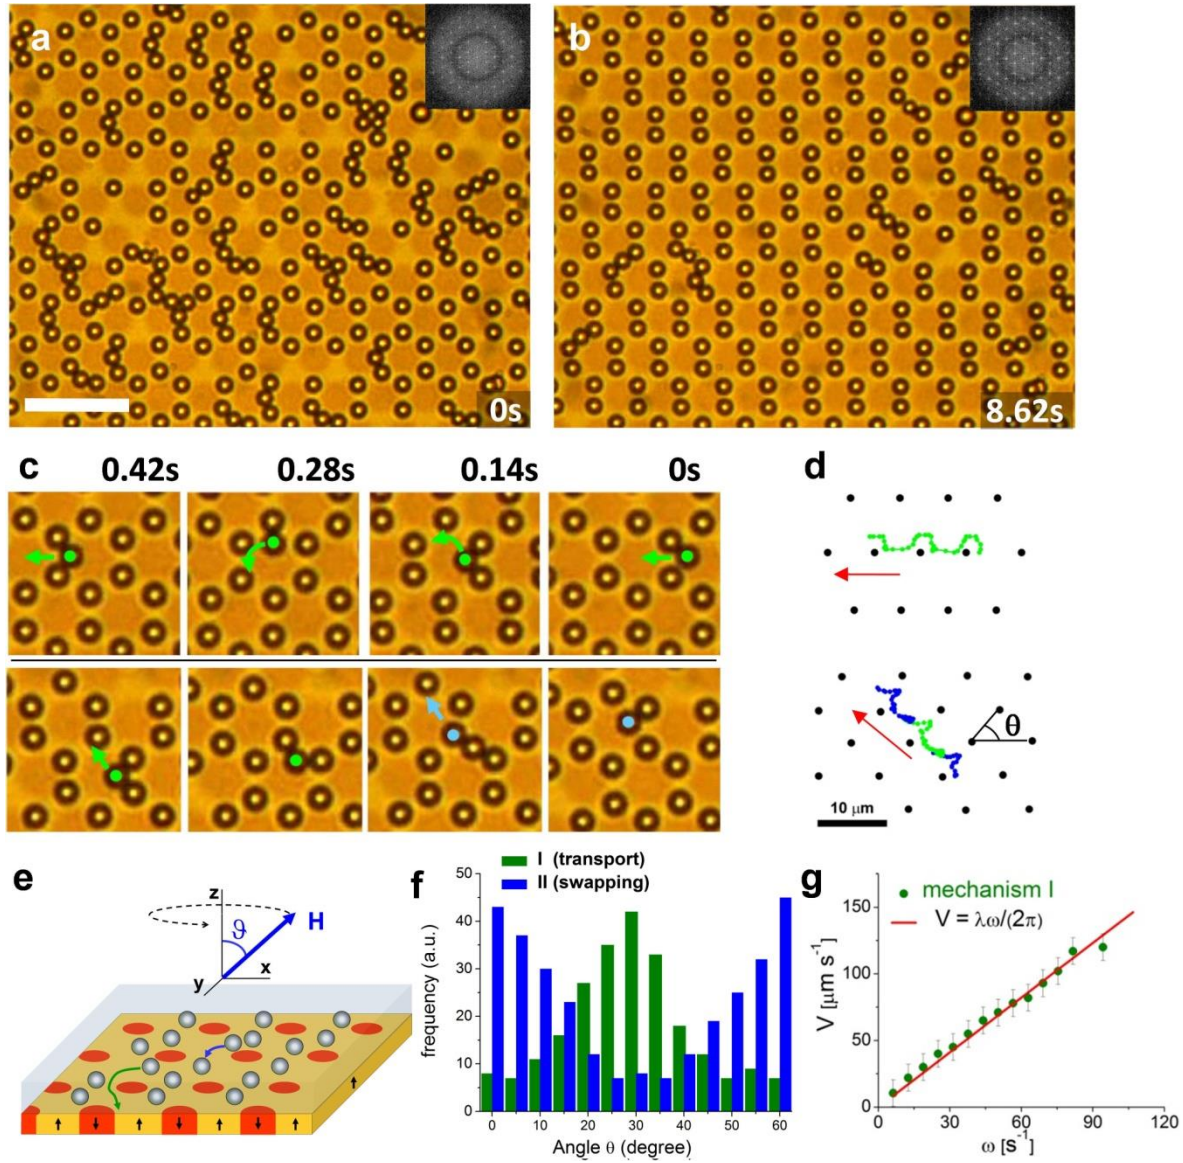 a
0s
b
8.62s
c
0.42s 0.28s 0.14s 0s
d
θ
10 μm
e
z
ϑ
H
x
y
f
I (transport)
II (swapping)
frequency (a.u.)
50
40
30
20
10
0
0 10 20 30 40 50 60
Angle θ (degree)
g
mechanism I
V = λω/(2π)
V [μm s⁻¹]
150
100
50
0
0 30 60 90 120
ω [s⁻¹]